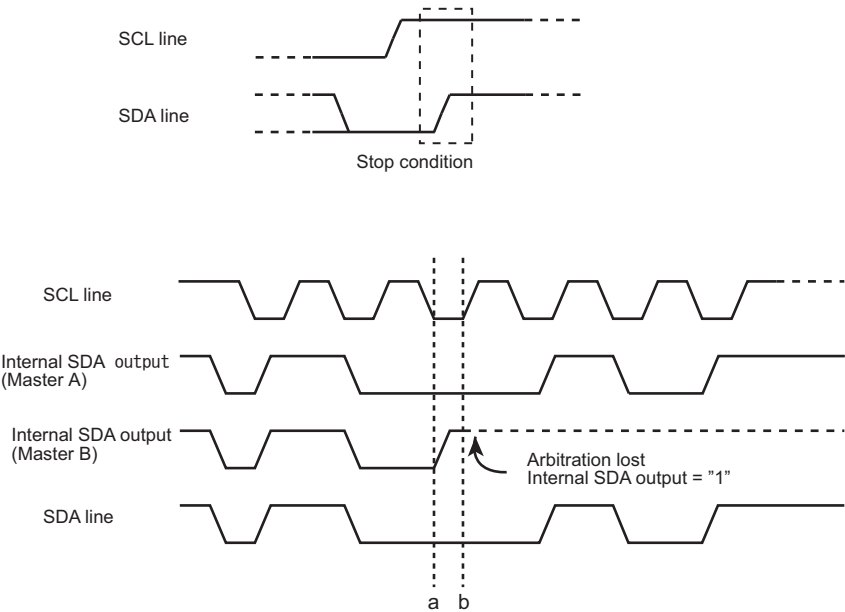 SCL line
SDA line
Stop condition
SCL line
Internal SDA output
(Master A)
Internal SDA output
(Master B)
Arbitration lost
Internal SDA output = ”1”
SDA line
a b